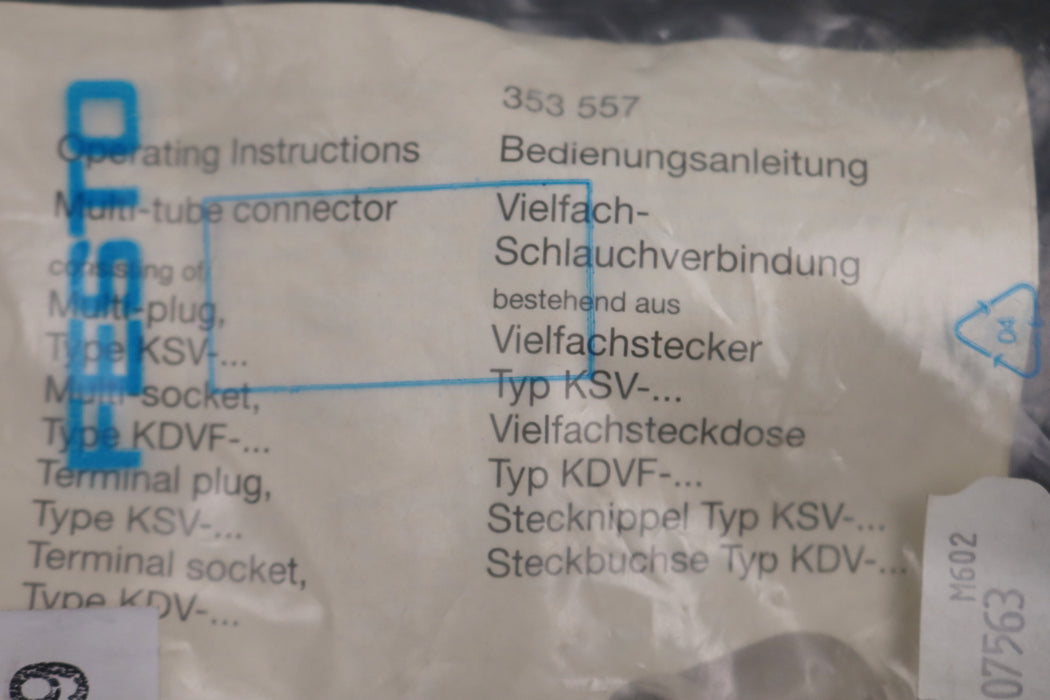 353 557
FESTO
Operating Instructions
Multi-tube connector
consisting of
Multi-plug,
Type KSV-...
Multi-socket,
Type KDVF-...
Terminal plug,
Type KSV-...
Terminal socket,
Type KDV-...
Bedienungsanleitung
Vielfach-
Schlauchverbindung
bestehend aus
Vielfachstecker
Typ KSV-...
Vielfachsteckdose
Typ KDVF-...
Stecknippel Typ KSV-...
Steckbuchse Typ KDV-...
04
M602
07563
9